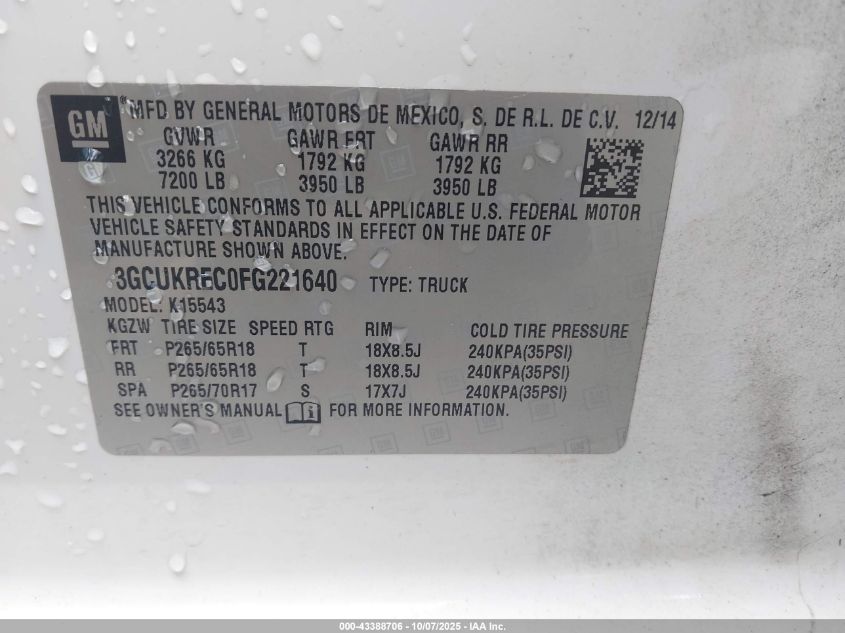 GM ®MFD BY GENERAL MOTORS DE MEXICO, S. DE R.L. DE C.V. 12/14
GVWR GAWR FRT GAWR RR
3266 KG 1792 KG 1792 KG
7200 LB 3950 LB 3950 LB
THIS VEHICLE CONFORMS TO ALL APPLICABLE U.S. FEDERAL MOTOR
VEHICLE SAFETY STANDARDS IN EFFECT ON THE DATE OF
MANUFACTURE SHOWN ABOVE.
3GCUKREC0FG221640 TYPE: TRUCK
MODEL: K15543
KGZW TIRE SIZE SPEED RTG RIM COLD TIRE PRESSURE
FRT P265/65R18 T 18X8.5J 240KPA(35PSI)
RR P265/65R18 T 18X8.5J 240KPA(35PSI)
SPA P265/70R17 S 17X7J 240KPA(35PSI)
SEE OWNER'S MANUAL FOR MORE INFORMATION.
000-43388706 - 10/07/2025 - IAA Inc.